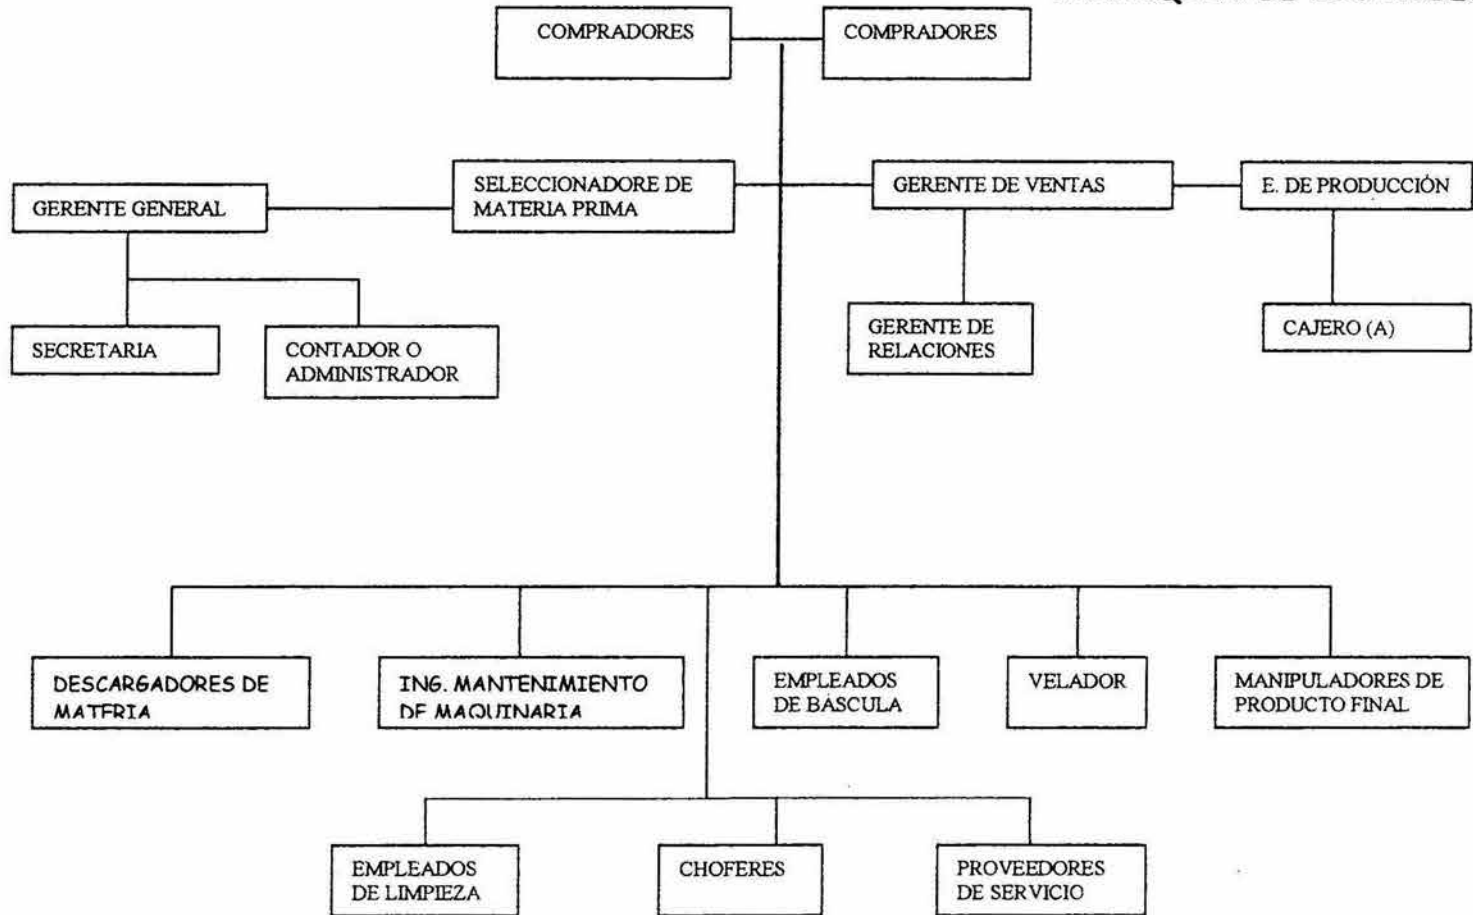 COMPRADORES
COMPRADORES
GERENTE GENERAL
SELECCIONADORE DE
MATERIA PRIMA
GERENTE DE VENTAS
E. DE PRODUCCIÓN
SECRETARIA
CONTADOR O
ADMINISTRADOR
GERENTE DE
RELACIONES
CAJERO (A)
DESCARGADORES DE
MATERIA
ING. MANTENIMIENTO
DE MAQUINARIA
EMPLEADOS
DE BÁSCULA
VELADOR
MANIPULADORES DE
PRODUCTO FINAL
EMPLEADOS
DE LIMPIEZA
CHOFERES
PROVEEDORES
DE SERVICIO